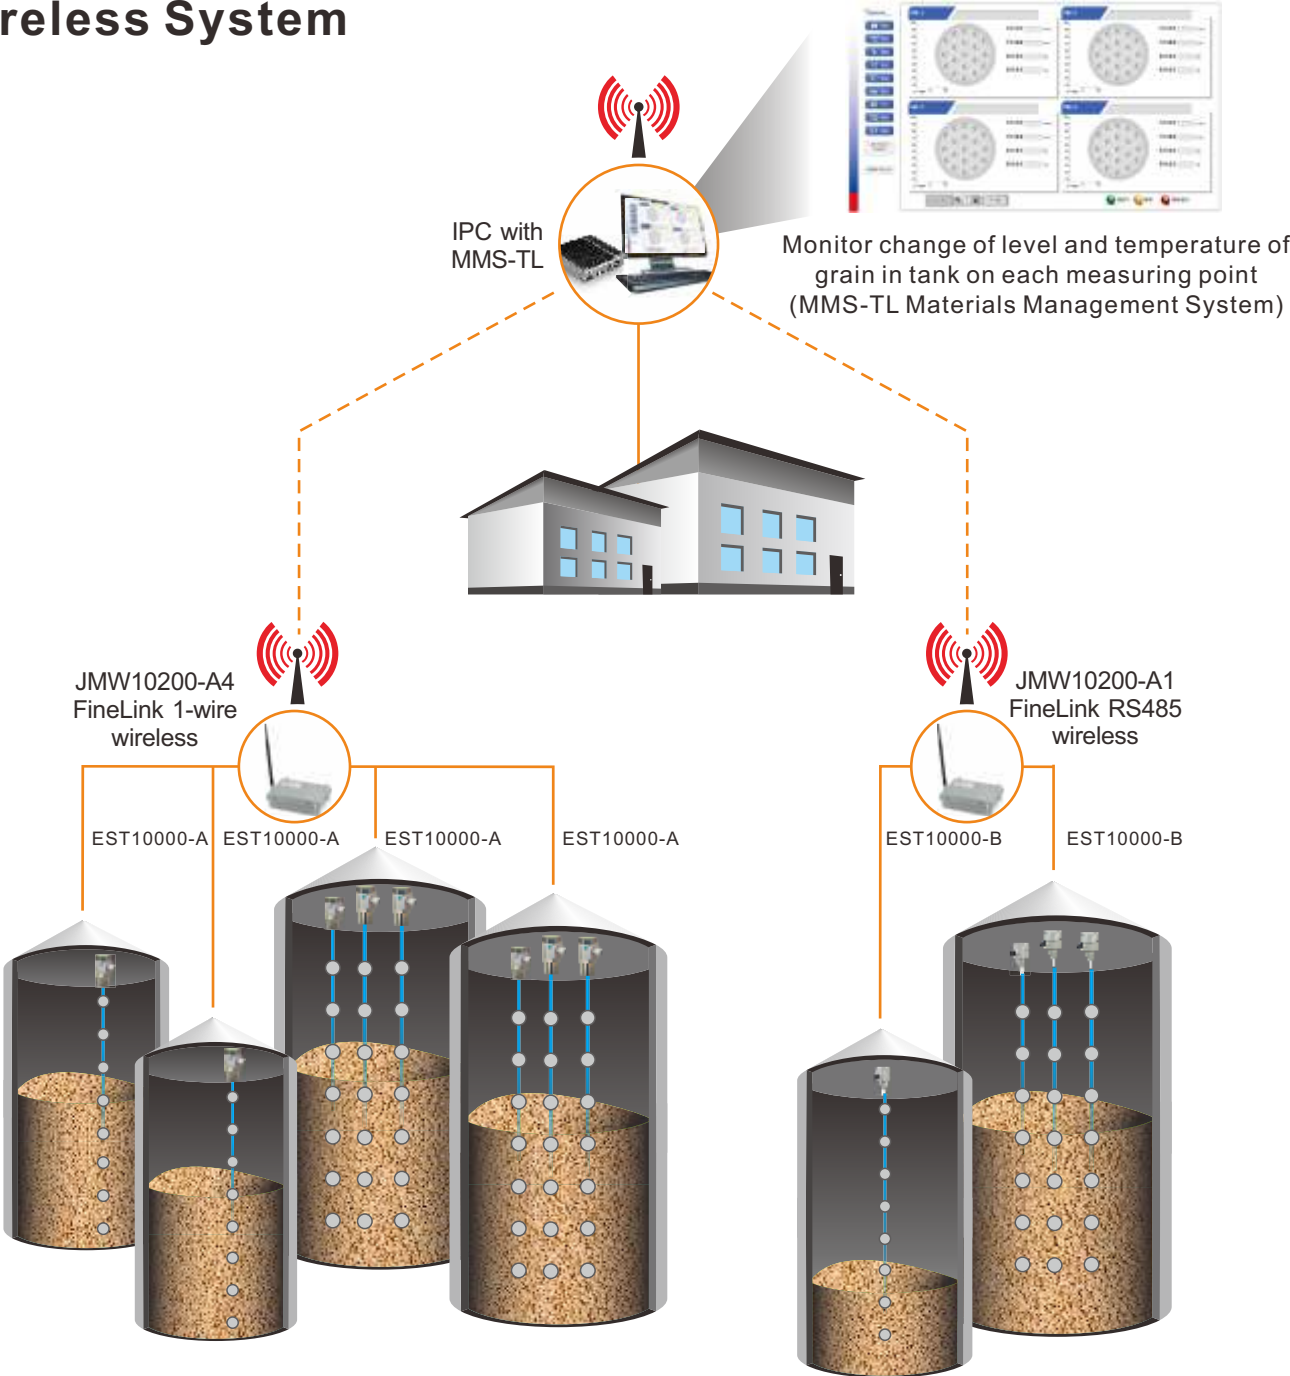 reless System
IPC with
MMS-TL
Monitor change of level and temperature of
grain in tank on each measuring point
(MMS-TL Materials Management System)
JMW10200-A4
FineLink 1-wire
wireless
JMW10200-A1
FineLink RS485
wireless
EST10000-A
EST10000-A
EST10000-A
EST10000-A
EST10000-B
EST10000-B